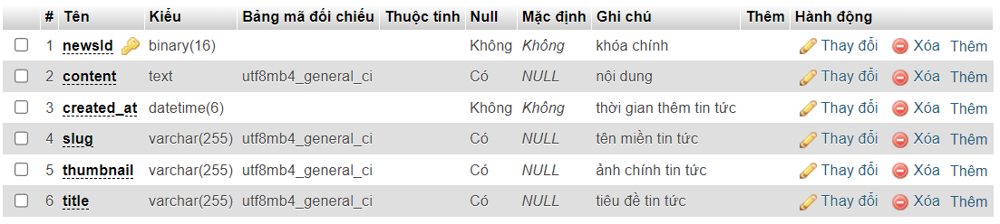 # Tên Kiểu Bảng mã đối chiếu Thuộc tính Null Mặc định Ghi chú Thêm Hành động
1 newsId binary(16) Không Không khóa chính Thay đổi Xóa Thêm
2 content text utf8mb4_general_ci Có NULL nội dung Thay đổi Xóa Thêm
3 created_at datetime(6) Không Không thời gian thêm tin tức Thay đổi Xóa Thêm
4 slug varchar(255) utf8mb4_general_ci Có NULL tên miền tin tức Thay đổi Xóa Thêm
5 thumbnail varchar(255) utf8mb4_general_ci Có NULL ảnh chính tin tức Thay đổi Xóa Thêm
6 title varchar(255) utf8mb4_general_ci Có NULL tiêu đề tin tức Thay đổi Xóa Thêm